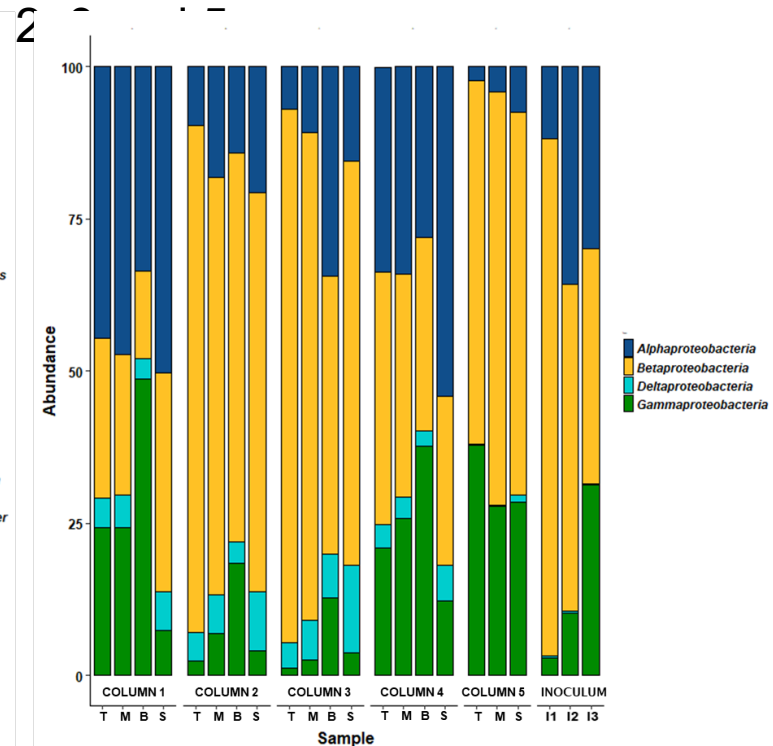 100
75
50
25
0
Abundance
COLUMN 1 COLUMN 2 COLUMN 3 COLUMN 4 COLUMN 5 INOCULUM
T M B S T M B S T M B S T M B S T M S I1 I2 I3
Sample
Alphaproteobacteria
Betaproteobacteria
Deltaproteobacteria
Gammaproteobacteria
s
er